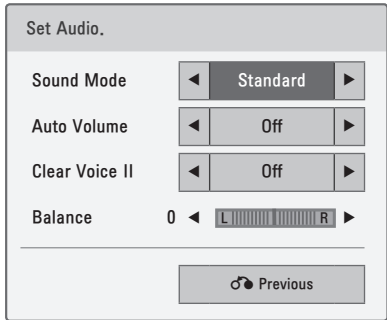 Set Audio.
Sound Mode ◄ Standard ►
Auto Volume ◄ Off ►
Clear Voice II ◄ Off ►
Balance 0 ◄ L R ►
Previous